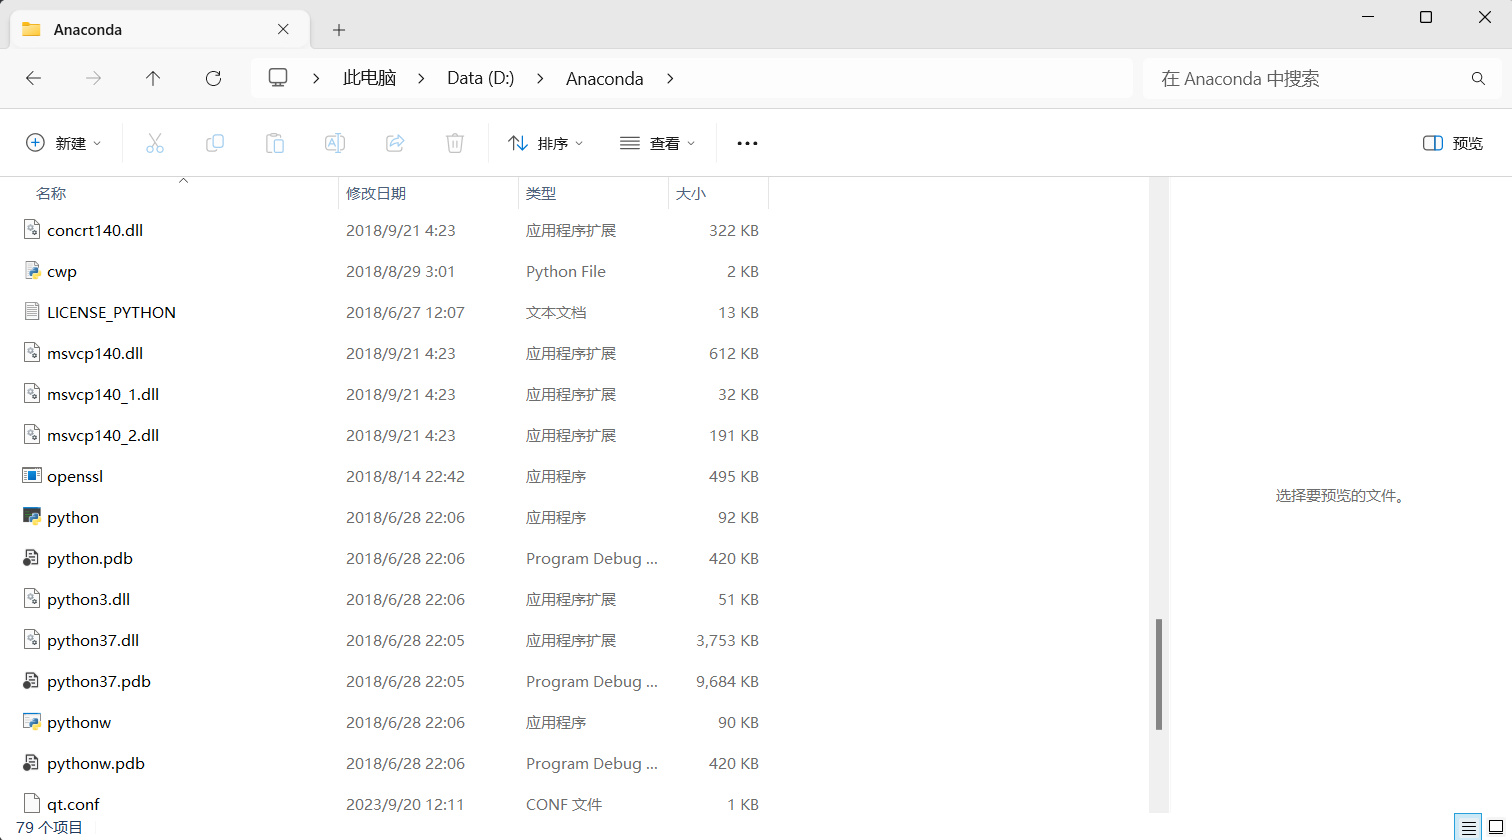 Anaconda
此电脑 Data (D:) Anaconda 在 Anaconda 中搜索
新建 排序 查看 预览
名称 修改日期 类型 大小
concrt140.dll 2018/9/21 4:23 应用程序扩展 322 KB
cwp 2018/8/29 3:01 Python File 2 KB
LICENSE_PYTHON 2018/6/27 12:07 文本文档 13 KB
msvcp140.dll 2018/9/21 4:23 应用程序扩展 612 KB
msvcp140_1.dll 2018/9/21 4:23 应用程序扩展 32 KB
msvcp140_2.dll 2018/9/21 4:23 应用程序扩展 191 KB
openssl 2018/8/14 22:42 应用程序 495 KB
选择要预览的文件。
python 2018/6/28 22:06 应用程序 92 KB
python.pdb 2018/6/28 22:06 Program Debug ... 420 KB
python3.dll 2018/6/28 22:06 应用程序扩展 51 KB
python37.dll 2018/6/28 22:05 应用程序扩展 3,753 KB
python37.pdb 2018/6/28 22:05 Program Debug ... 9,684 KB
pythonw 2018/6/28 22:06 应用程序 90 KB
pythonw.pdb 2018/6/28 22:06 Program Debug ... 420 KB
qt.conf 2023/9/20 12:11 CONF 文件 1 KB
79 个项目